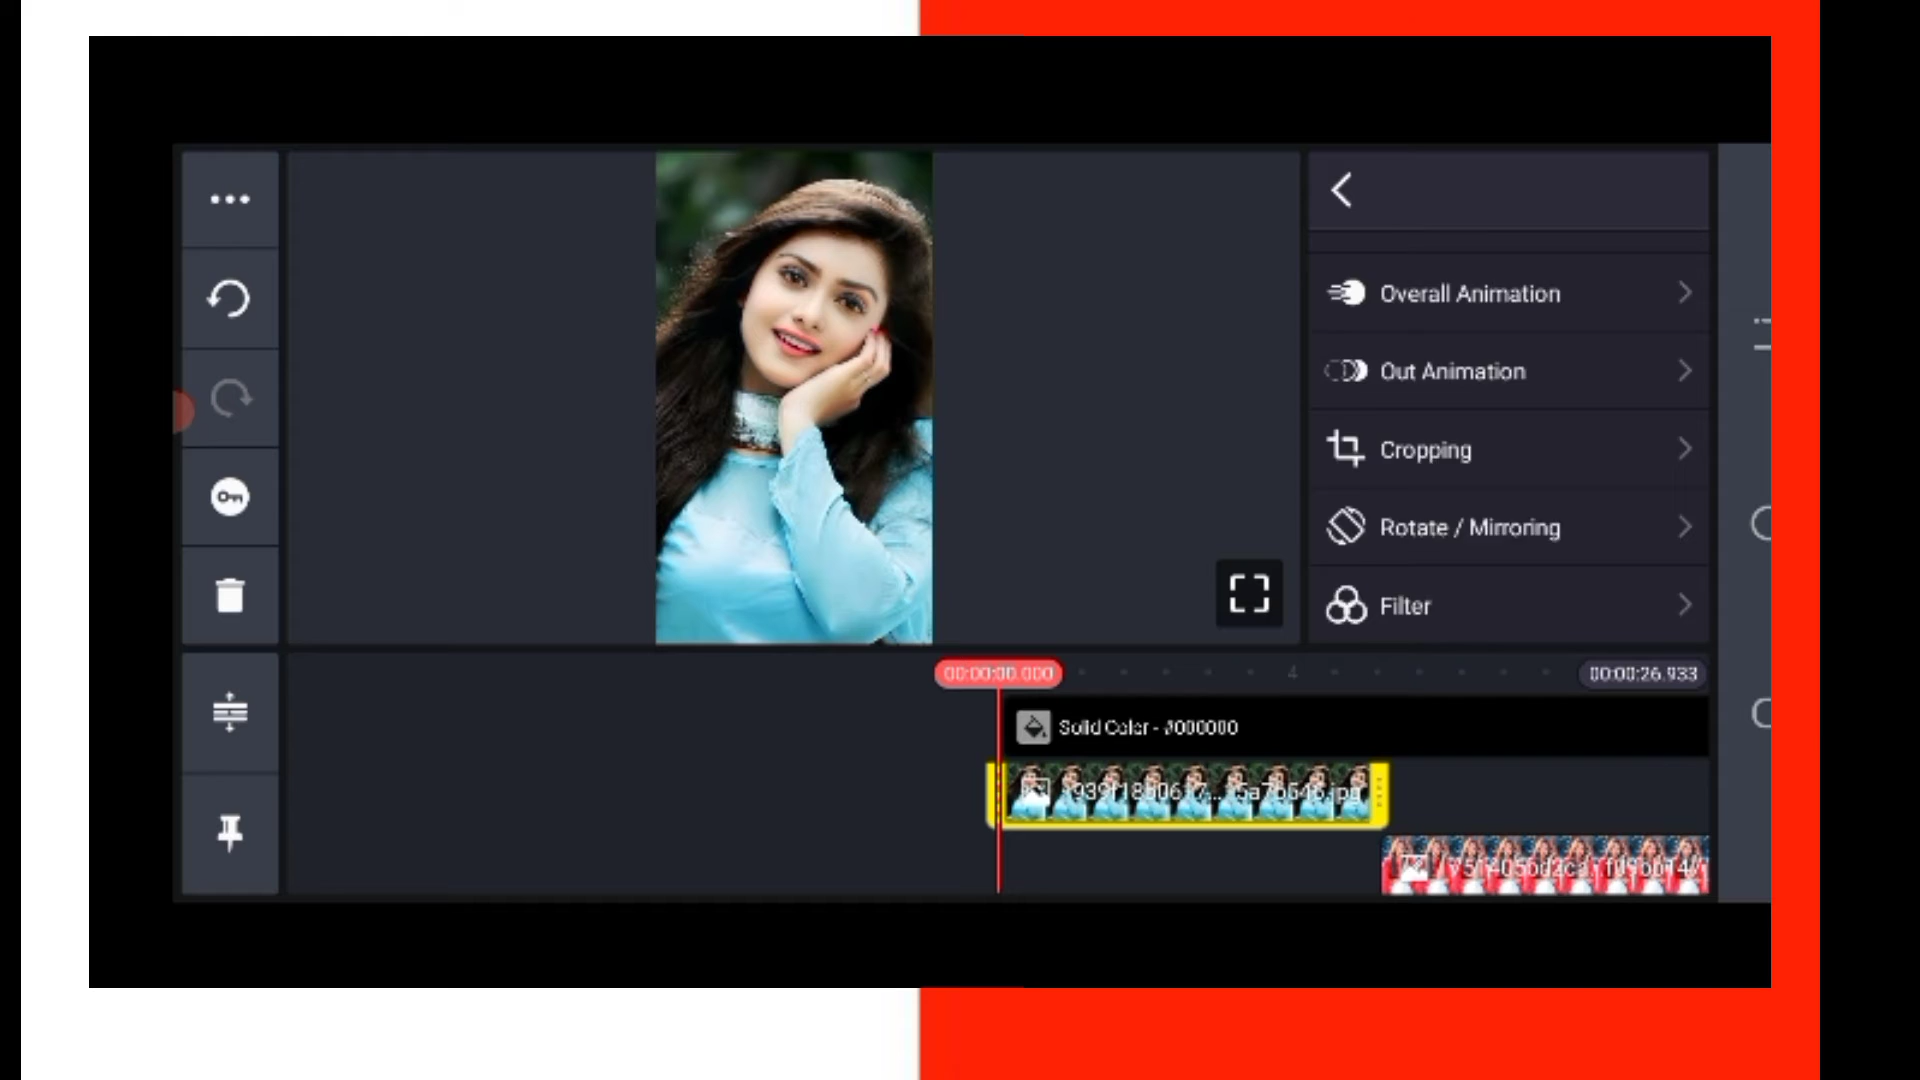 Overall Animation
Out Animation
Cropping
Rotate / Mirroring
Filter
00:00:00.000
4
00:00:26.933
Solid Color - #000000